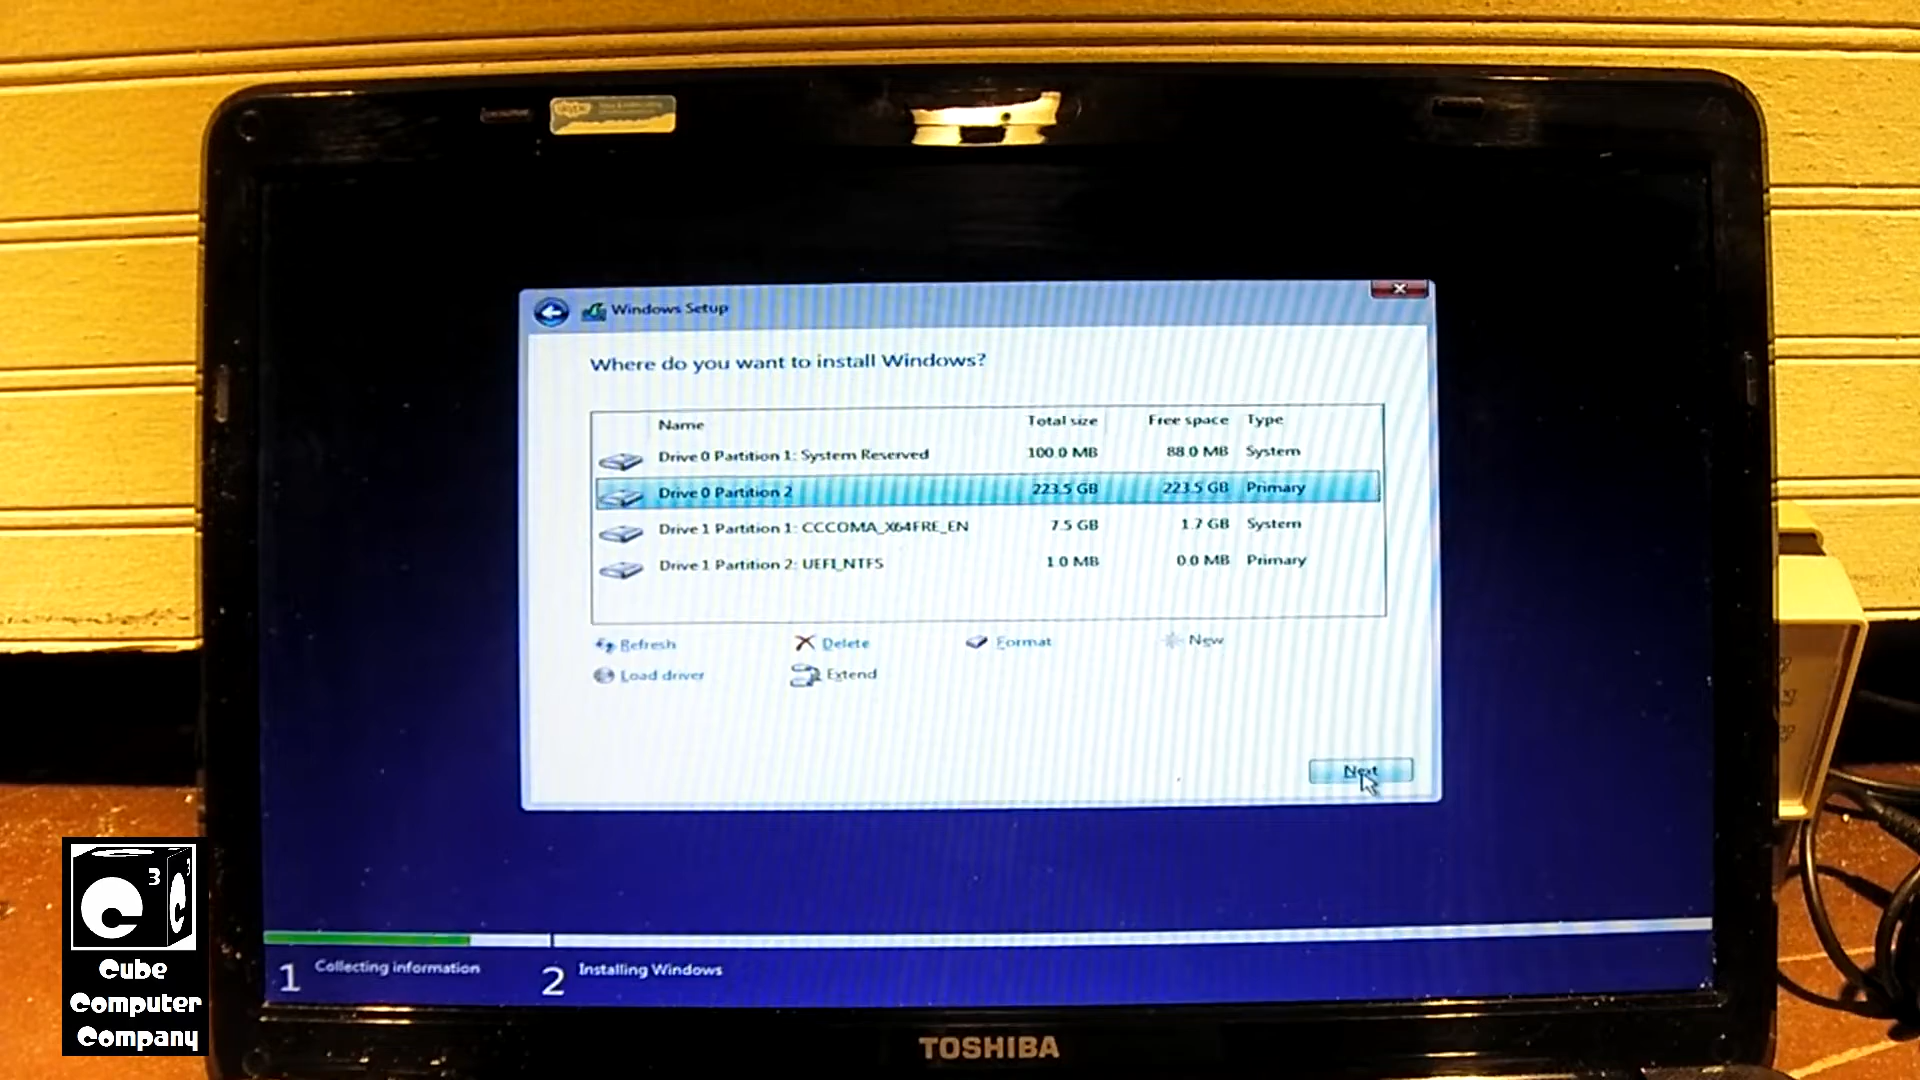 Windows Setup
Where do you want to install Windows?
Name Total size Free space Type
Drive 0 Partition 1: System Reserved 100.0 MB 88.0 MB System
Drive 0 Partition 2 223.5 GB 223.5 GB Primary
Drive 1 Partition 1: CCCOMA_X64FRE_EN 7.5 GB 1.7 GB System
Drive 1 Partition 2: UEFI_NTFS 1.0 MB 0.0 MB Primary
Refresh Delete Format New
Load driver Extend
Next
1 Collecting information 2 Installing Windows
TOSHIBA
C 3 C 3
Cube
Computer
Company